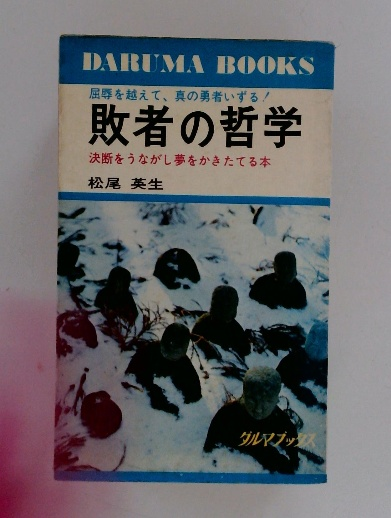 DARUMA BOOKS
屈辱を越えて、真の勇者いずる!
敗者の哲学
決断をうながし夢をかきたてる本
松尾 英生
ダルマブックス